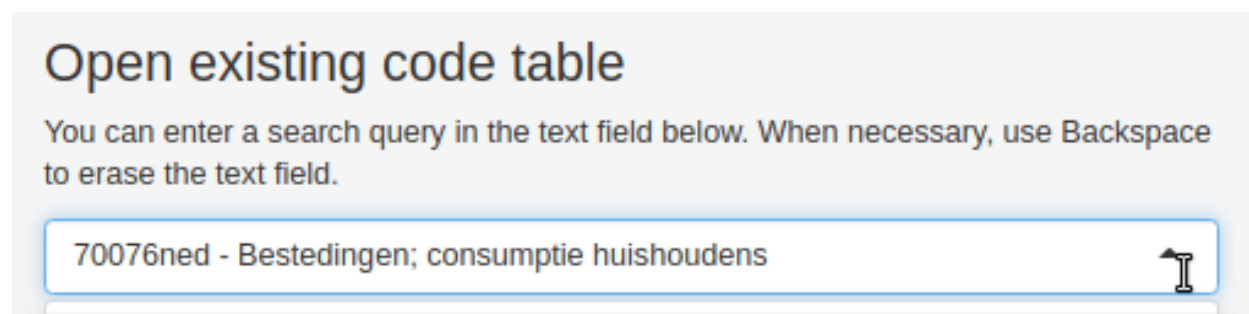 Open existing code table
You can enter a search query in the text field below. When necessary, use Backspace
to erase the text field.
70076ned - Bestedingen; consumptie huishoudens